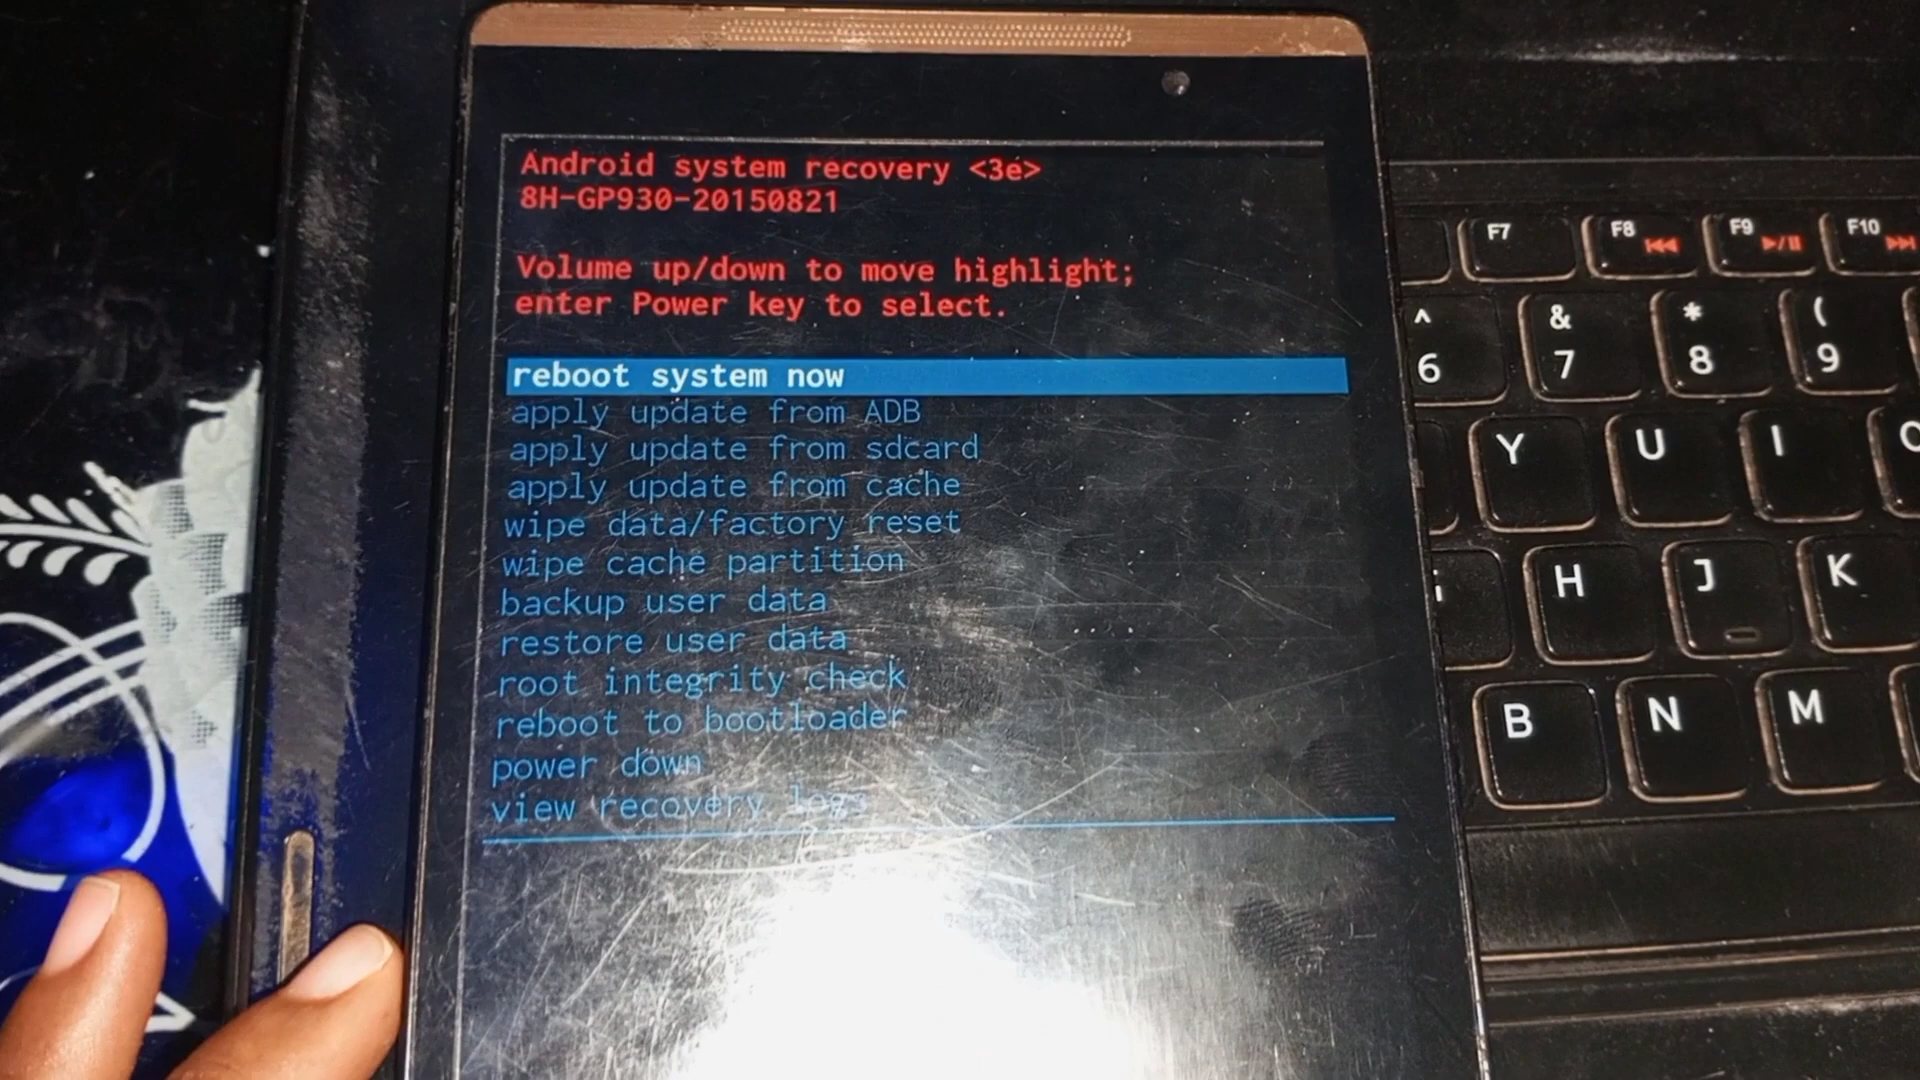 Android system recovery <3e>
8H-GP930-20150821
Volume up/down to move highlight;
enter Power key to select.
reboot system now
apply update from ADB
apply update from sdcard
apply update from cache
wipe data/factory reset
wipe cache partition
backup user data
restore user data
root integrity check
reboot to bootloader
power down
view recovery logs
F7 F8 F9 F10
^ & * (
6 7 8 9
Y U I
H J K
B N M